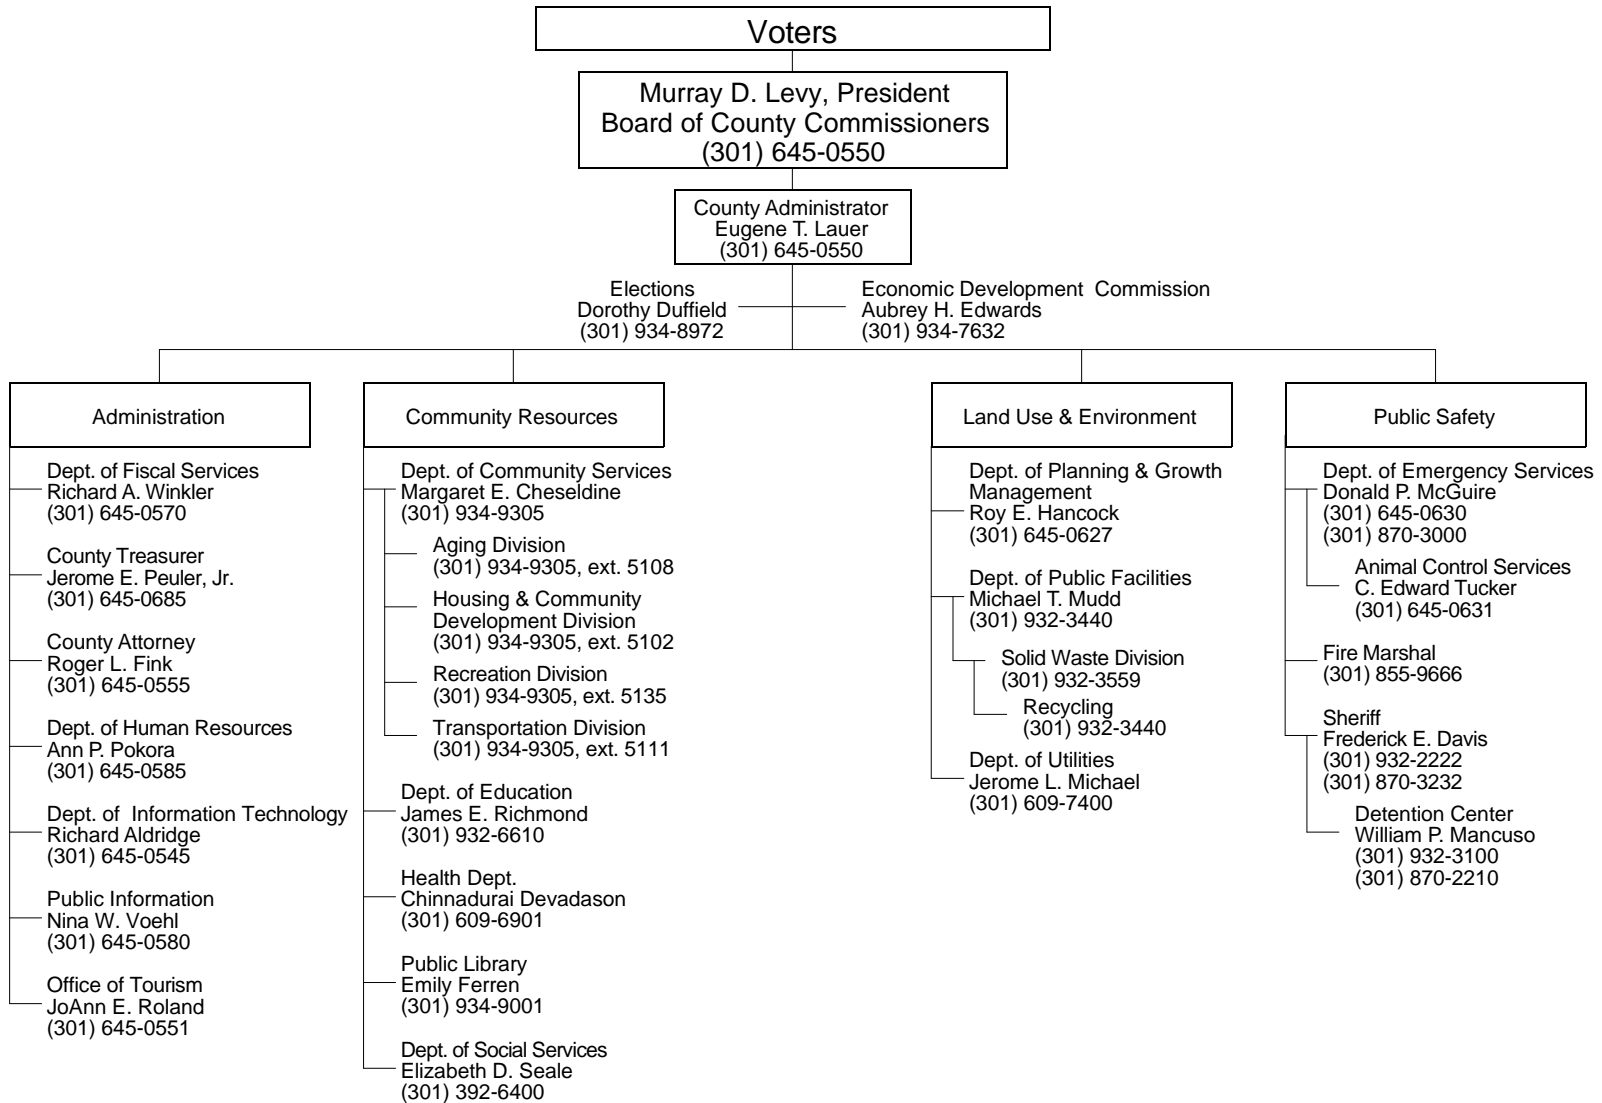 Voters
Murray D. Levy, President
Board of County Commissioners
(301) 645-0550
County Administrator
Eugene T. Lauer
(301) 645-0550
Elections
Dorothy Duffield
(301) 934-8972
Economic Development Commission
Aubrey H. Edwards
(301) 934-7632
Administration
Dept. of Fiscal Services
Richard A. Winkler
(301) 645-0570
County Treasurer
Jerome E. Peuler, Jr.
(301) 645-0685
County Attorney
Roger L. Fink
(301) 645-0555
Dept. of Human Resources
Ann P. Pokora
(301) 645-0585
Dept. of Information Technology
Richard Aldridge
(301) 645-0545
Public Information
Nina W. Voehl
(301) 645-0580
Office of Tourism
JoAnn E. Roland
(301) 645-0551
Community Resources
Dept. of Community Services
Margaret E. Cheseldine
(301) 934-9305
Aging Division
(301) 934-9305, ext. 5108
Housing & Community
Development Division
(301) 934-9305, ext. 5102
Recreation Division
(301) 934-9305, ext. 5135
Transportation Division
(301) 934-9305, ext. 5111
Dept. of Education
James E. Richmond
(301) 932-6610
Health Dept.
Chinnadurai Devadason
(301) 609-6901
Public Library
Emily Ferren
(301) 934-9001
Dept. of Social Services
Elizabeth D. Seale
(301) 392-6400
Land Use & Environment
Dept. of Planning & Growth
Management
Roy E. Hancock
(301) 645-0627
Dept. of Public Facilities
Michael T. Mudd
(301) 932-3440
Solid Waste Division
(301) 932-3559
Recycling
(301) 932-3440
Dept. of Utilities
Jerome L. Michael
(301) 609-7400
Public Safety
Dept. of Emergency Services
Donald P. McGuire
(301) 645-0630
(301) 870-3000
Animal Control Services
C. Edward Tucker
(301) 645-0631
Fire Marshal
(301) 855-9666
Sheriff
Frederick E. Davis
(301) 932-2222
(301) 870-3232
Detention Center
William P. Mancuso
(301) 932-3100
(301) 870-2210